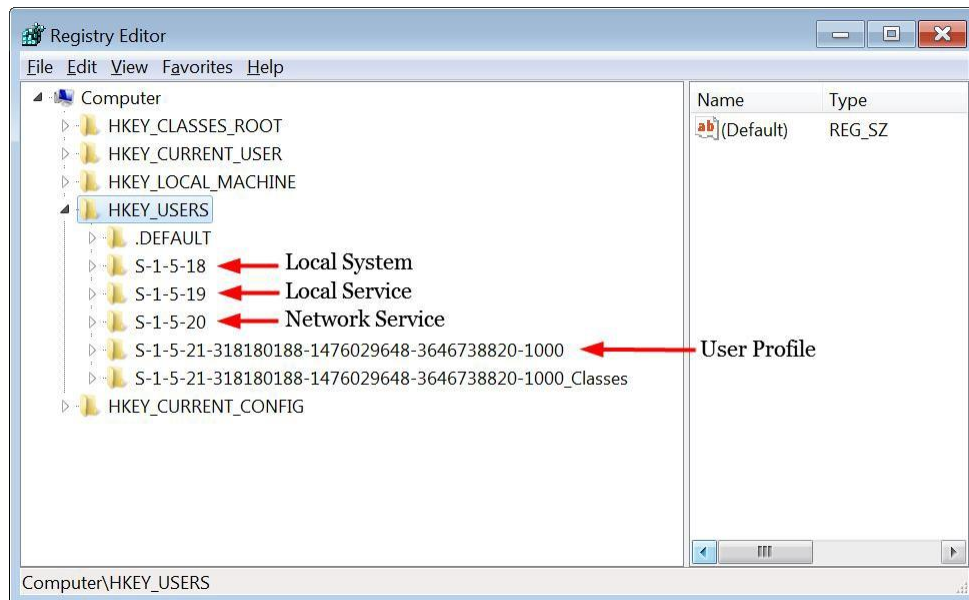 Registry Editor
File Edit View Favorites Help
Computer
HKEY_CLASSES_ROOT
HKEY_CURRENT_USER
HKEY_LOCAL_MACHINE
HKEY_USERS
.DEFAULT
S-1-5-18 Local System
S-1-5-19 Local Service
S-1-5-20 Network Service
S-1-5-21-318180188-1476029648-3646738820-1000 User Profile
S-1-5-21-318180188-1476029648-3646738820-1000_Classes
HKEY_CURRENT_CONFIG
Name Type
ab (Default) REG_SZ
Computer\HKEY_USERS